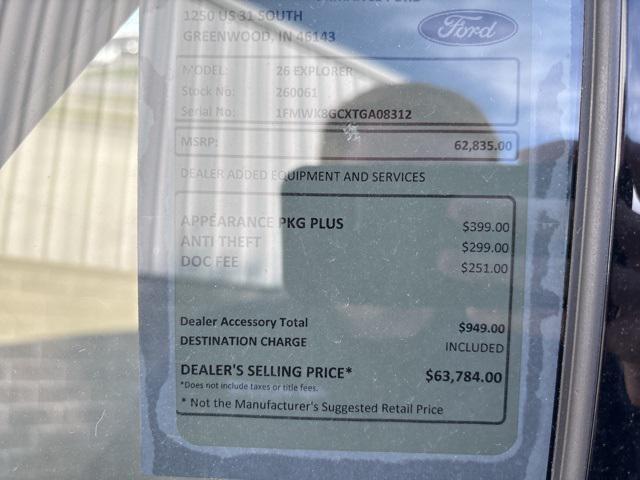 1250 US 31 SOUTH
GREENWOOD, IN 46143
Ford
MODEL: 26 EXPLORER
Stock No: 260061
Serial No: 1FMWK8GCXTGA08312
MSRP: 62,835.00
DEALER ADDED EQUIPMENT AND SERVICES
APPEARANCE PKG PLUS $399.00
ANTI THEFT $299.00
DOC FEE $251.00
Dealer Accessory Total $949.00
DESTINATION CHARGE INCLUDED
DEALER'S SELLING PRICE* $63,784.00
*Does not include taxes or title fees.
* Not the Manufacturer's Suggested Retail Price